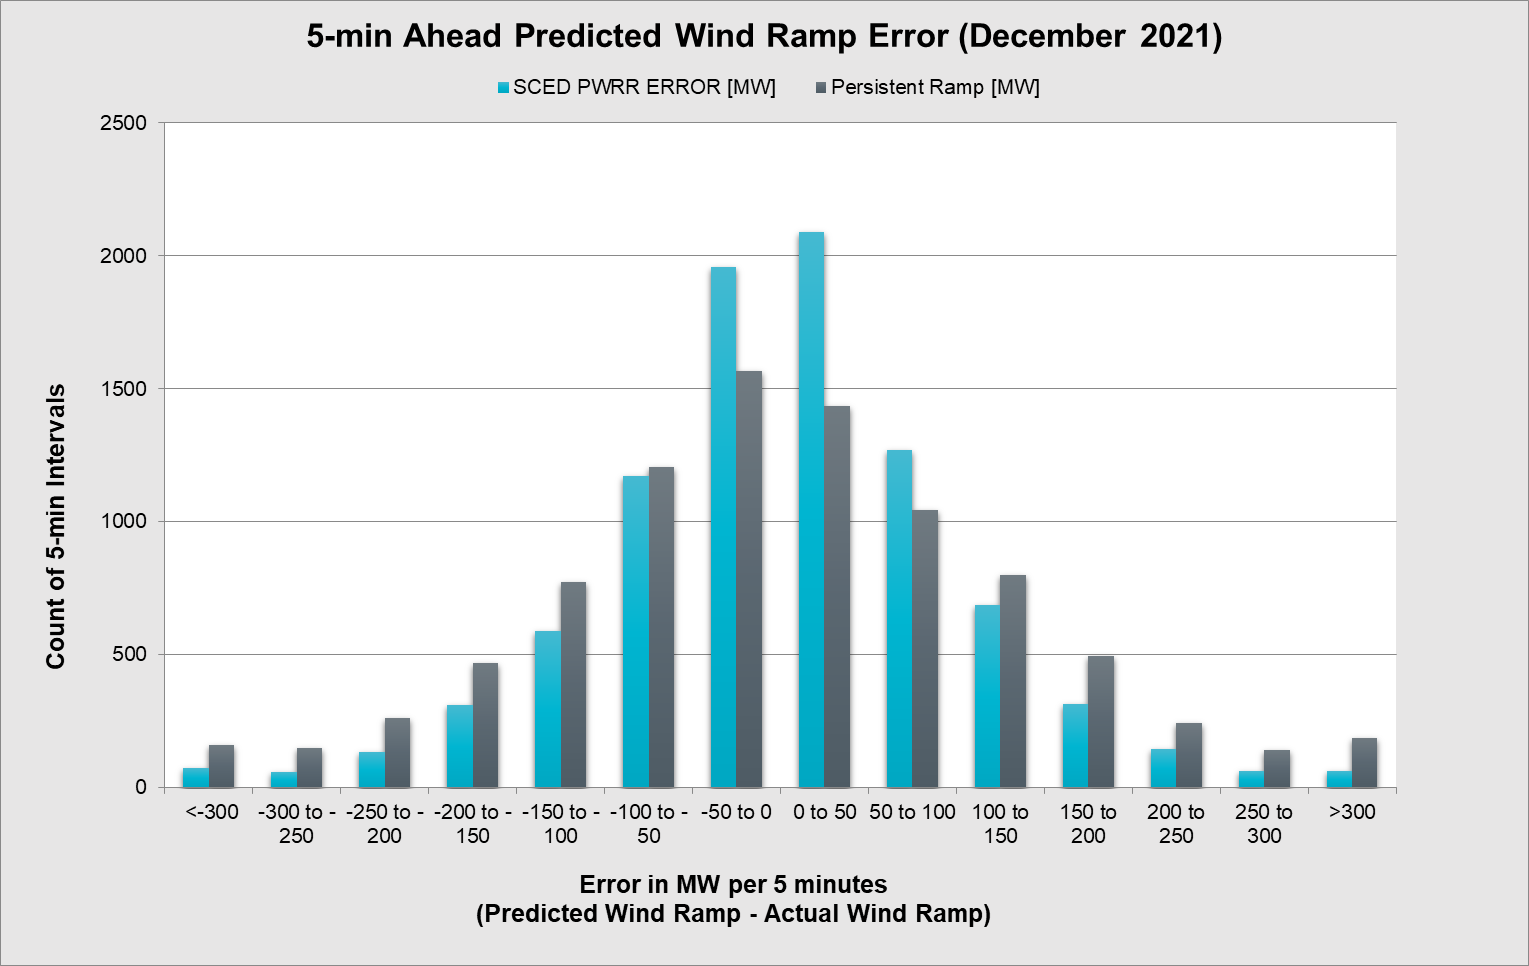 5-min Ahead Predicted Wind Ramp Error (December 2021)
SCED PWRR ERROR [MW] Persistent Ramp [MW]
2500
2000
1500
1000
500
0
Count of 5-min Intervals
<-300 -300 to - -250 to - -200 to - -150 to - -100 to - -50 to 0 0 to 50 50 to 100 100 to 150 to 200 to 250 to >300
250 200 150 100 50 150 200 250 300
Error in MW per 5 minutes
(Predicted Wind Ramp - Actual Wind Ramp)